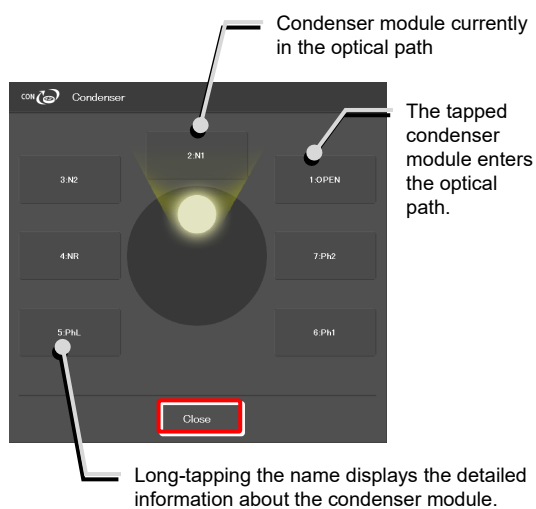 Condenser module currently
in the optical path
CON
Condenser
The tapped
condenser
module enters
the optical
path.
2:N1
3:N2
1:OPEN
4:NR
7:Ph2
5:PhL
6:Ph1
Close
Long-tapping the name displays the detailed
information about the condenser module.